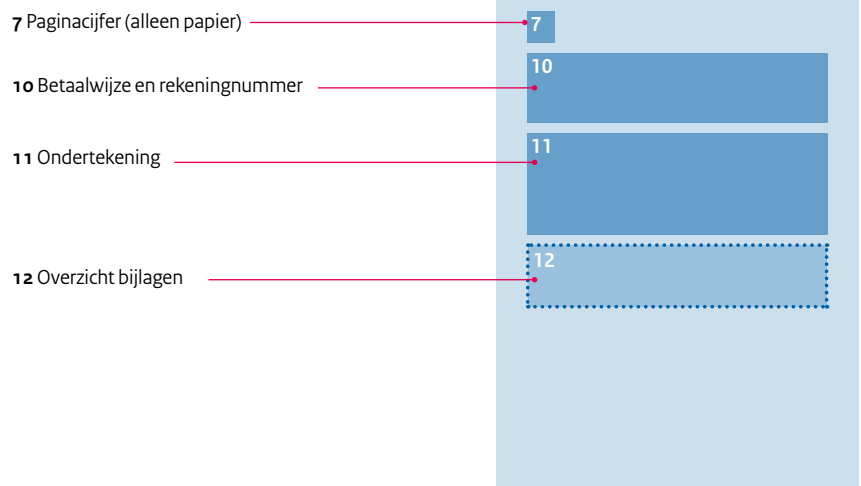 7 Paginacijfer (alleen papier)
7
10 Betaalwijze en rekeningnummer
10
11 Ondertekening
11
12 Overzicht bijlagen
12